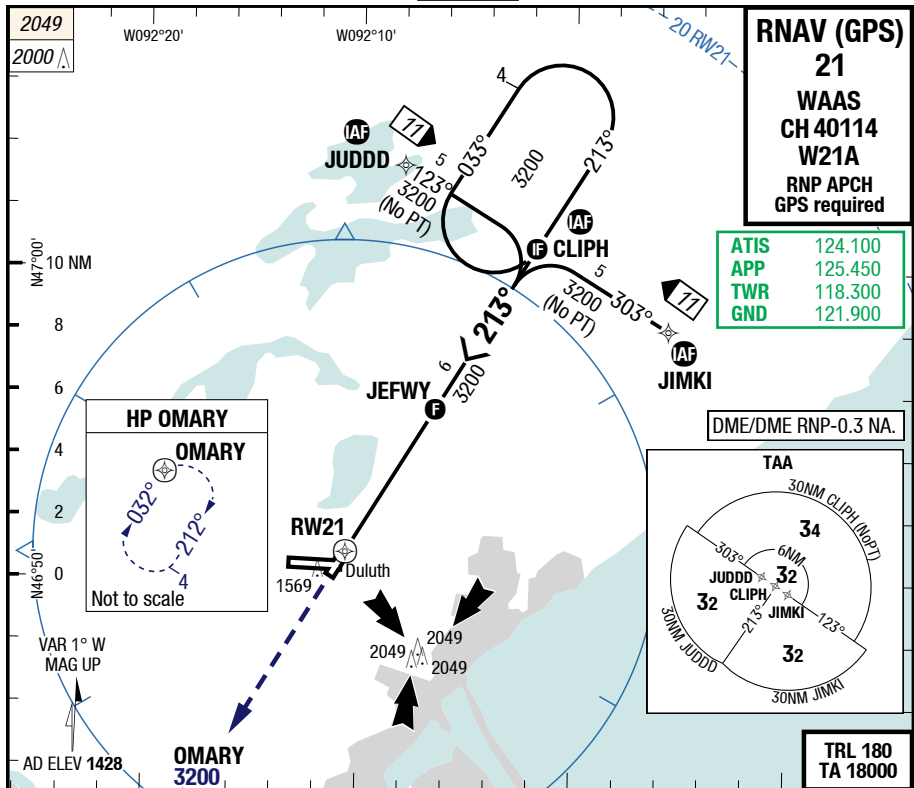 2049
2000
W092°20'
W092°10'
20 RW21
RNAV (GPS)
21
WAAS
CH 40114
W21A
RNP APCH
GPS required
ATIS 124.100
APP 125.450
TWR 118.300
GND 121.900
4
IAF
11
JUDDD
5
123°
3200
(No PT)
033°
3200
213°
IAF
IF CLIPH
5
3200
(No PT)
303°
11
IAF
JIMKI
N47°00'
10 NM
8
6
4
2
0
N46°50'
213°
6
3200
JEFWY
F
DME/DME RNP-0.3 NA.
HP OMARY
OMARY
032°
212°
4
Not to scale
TAA
30NM CLIPH (NoPT)
34
303°
6NM
JUDDD
32
CLIPH
32
JIMKI
213°
123°
30NM JUDDD
32
30NM JIMKI
RW21
Duluth
1569
2049
2049
2049
VAR 1° W
MAG UP
AD ELEV 1428
OMARY
3200
TRL 180
TA 18000